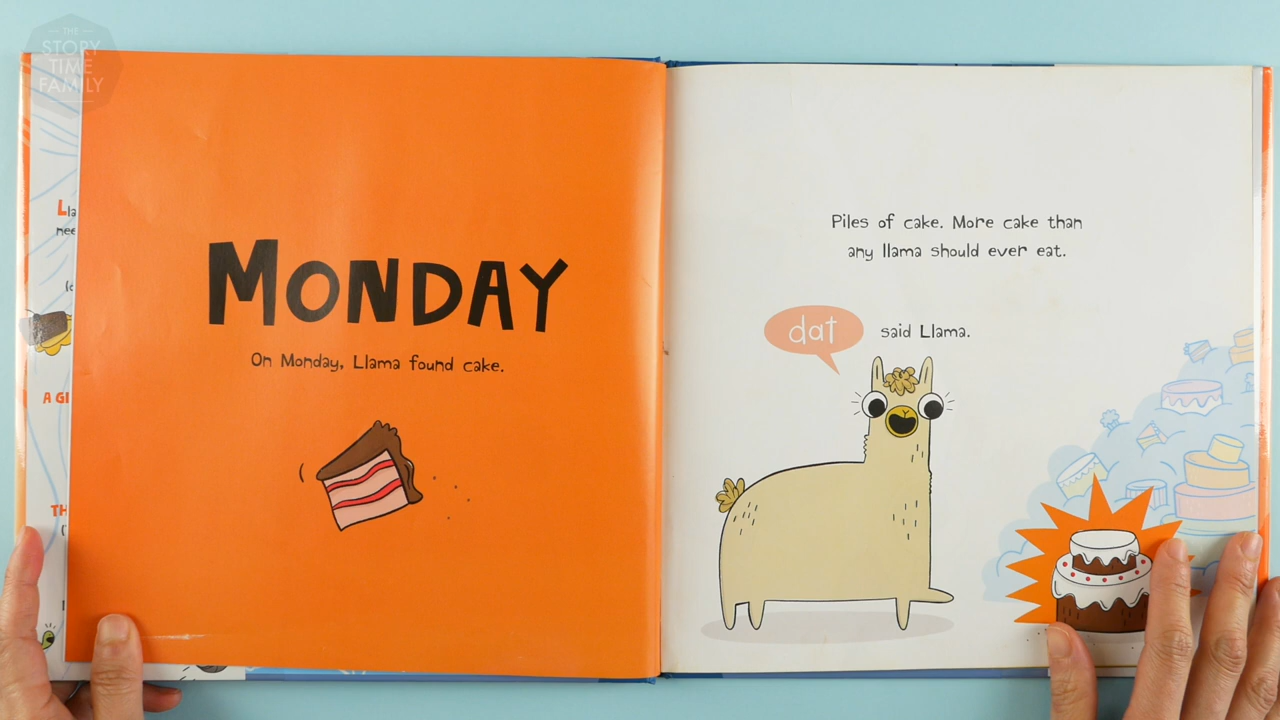 THE
STORY
TIME
FAMILY
MONDAY
On Monday, Llama found cake.
Piles of cake. More cake than
any llama should ever eat.
dat said Llama.